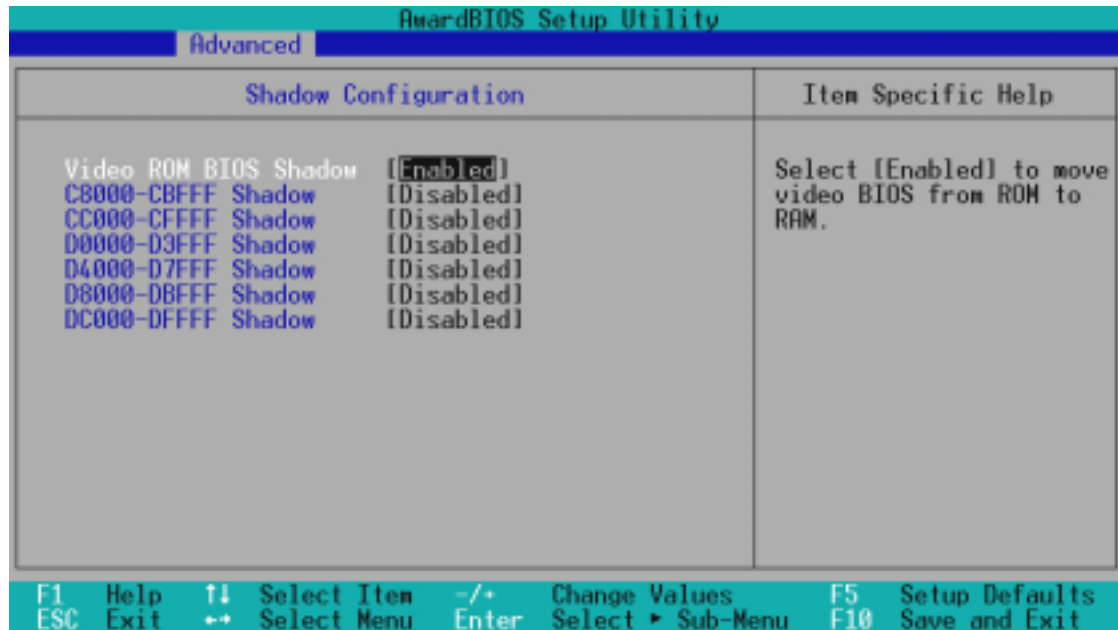 AwardBIOS Setup Utility
Advanced
Shadow Configuration
Item Specific Help
Video ROM BIOS Shadow [Enabled]
C8000-CBFFF Shadow [Disabled]
CC000-CFFFF Shadow [Disabled]
D0000-D3FFF Shadow [Disabled]
D4000-D7FFF Shadow [Disabled]
D8000-DBFFF Shadow [Disabled]
DC000-DFFFF Shadow [Disabled]
Select [Enabled] to move
video BIOS from ROM to
RAM.
F1 Help ↑↓ Select Item -/+ Change Values F5 Setup Defaults
ESC Exit ←→ Select Menu Enter Select ► Sub-Menu F10 Save and Exit